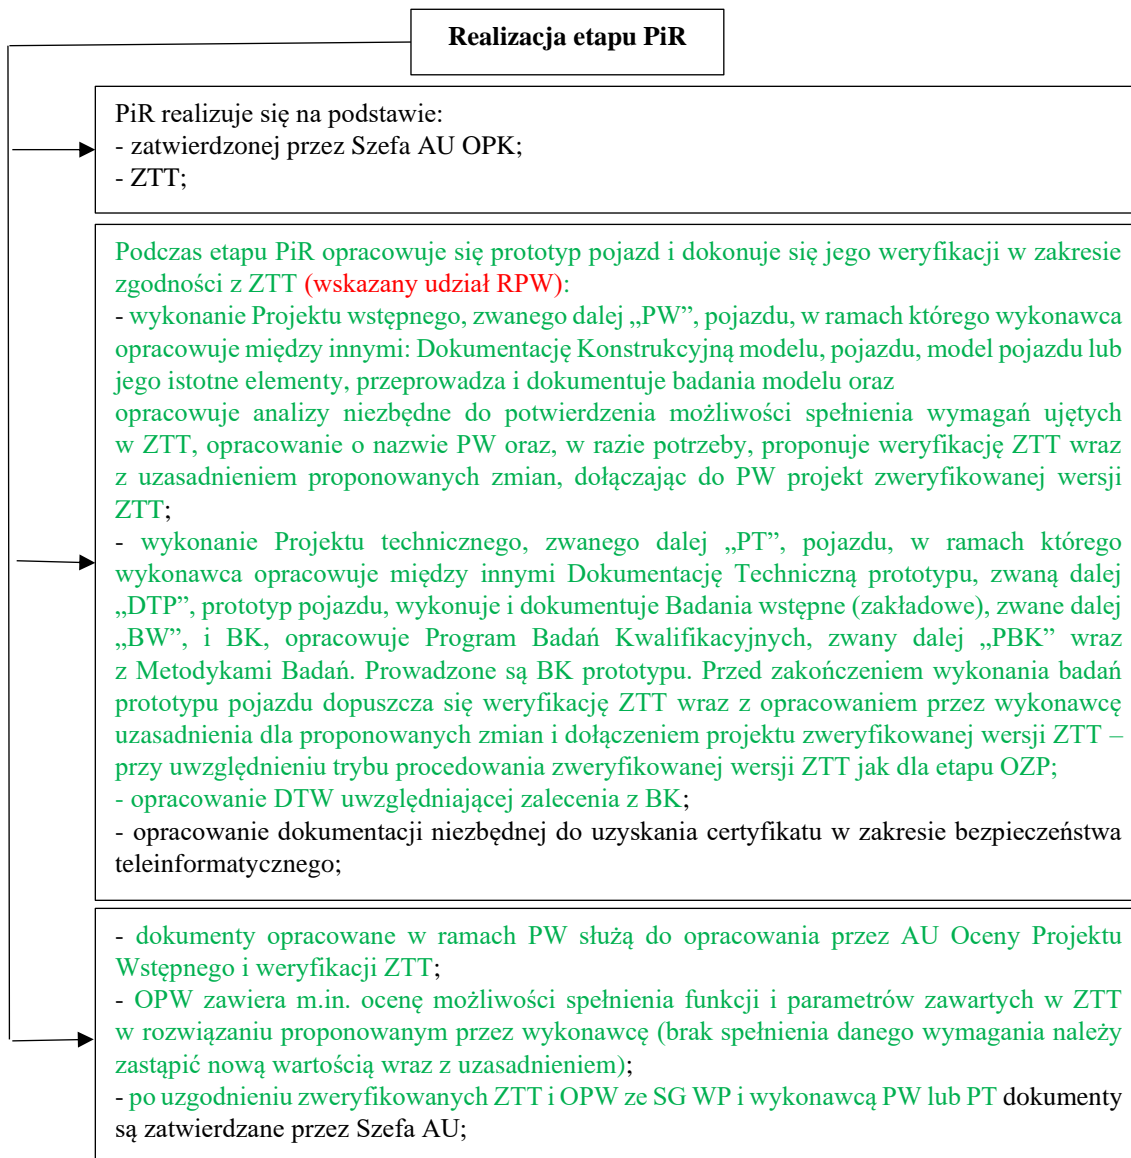 Realizacja etapu PiR
PiR realizuje się na podstawie:
- zatwierdzonej przez Szefa AU OPK;
- ZTT;
Podczas etapu PiR opracowuje się prototyp pojazd i dokonuje się jego weryfikacji w zakresie
zgodności z ZTT (wskazany udział RPW):
- wykonanie Projektu wstępnego, zwanego dalej „PW”, pojazdu, w ramach którego wykonawca
opracowuje między innymi: Dokumentację Konstrukcyjną modelu, pojazdu, model pojazdu lub
jego istotne elementy, przeprowadza i dokumentuje badania modelu oraz
opracowuje analizy niezbędne do potwierdzenia możliwości spełnienia wymagań ujętych
w ZTT, opracowanie o nazwie PW oraz, w razie potrzeby, proponuje weryfikację ZTT wraz
z uzasadnieniem proponowanych zmian, dołączając do PW projekt zweryfikowanej wersji
ZTT;
- wykonanie Projektu technicznego, zwanego dalej „PT”, pojazdu, w ramach którego
wykonawca opracowuje między innymi Dokumentację Techniczną prototypu, zwaną dalej
„DTP”, prototyp pojazdu, wykonuje i dokumentuje Badania wstępne (zakładowe), zwane dalej
„BW”, i BK, opracowuje Program Badań Kwalifikacyjnych, zwany dalej „PBK” wraz
z Metodykami Badań. Prowadzone są BK prototypu. Przed zakończeniem wykonania badań
prototypu pojazdu dopuszcza się weryfikację ZTT wraz z opracowaniem przez wykonawcę
uzasadnienia dla proponowanych zmian i dołączeniem projektu zweryfikowanej wersji ZTT –
przy uwzględnieniu trybu procedowania zweryfikowanej wersji ZTT jak dla etapu OZP;
- opracowanie DTW uwzględniającej zalecenia z BK;
- opracowanie dokumentacji niezbędnej do uzyskania certyfikatu w zakresie bezpieczeństwa
teleinformatycznego;
- dokumenty opracowane w ramach PW służą do opracowania przez AU Oceny Projektu
Wstępnego i weryfikacji ZTT;
- OPW zawiera m.in. ocenę możliwości spełnienia funkcji i parametrów zawartych w ZTT
w rozwiązaniu proponowanym przez wykonawcę (brak spełnienia danego wymagania należy
zastąpić nową wartością wraz z uzasadnieniem);
- po uzgodnieniu zweryfikowanych ZTT i OPW ze SG WP i wykonawcą PW lub PT dokumenty
są zatwierdzane przez Szefa AU;